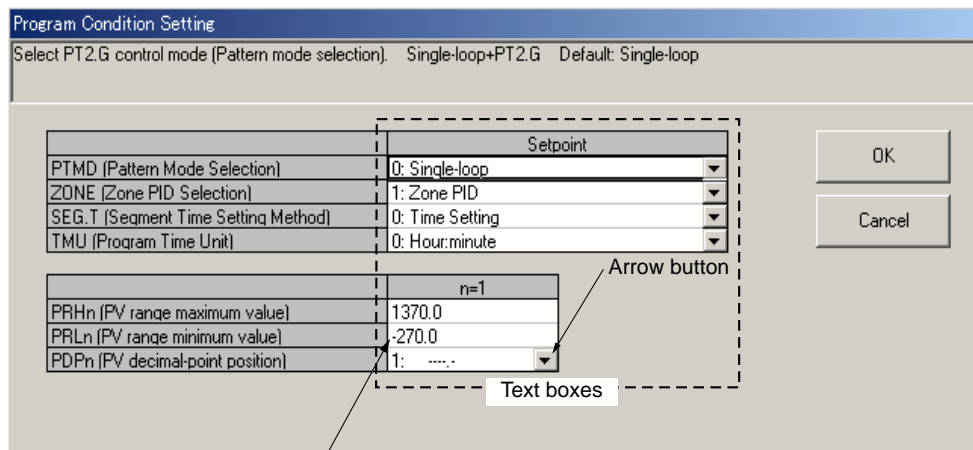 Program Condition Setting
Select PT2.G control mode (Pattern mode selection). Single-loop+PT2.G Default: Single-loop
Setpoint
PTMD (Pattern Mode Selection) 0: Single-loop
ZONE (Zone PID Selection) 1: Zone PID
SEG.T (Segment Time Setting Method) 0: Time Setting
TMU (Program Time Unit) 0: Hour:minute
OK
Cancel
Arrow button
n=1
PRHn (PV range maximum value) 1370.0
PRLn (PV range minimum value) -270.0
PDPn (PV decimal-point position) 1: ----.-
Text boxes